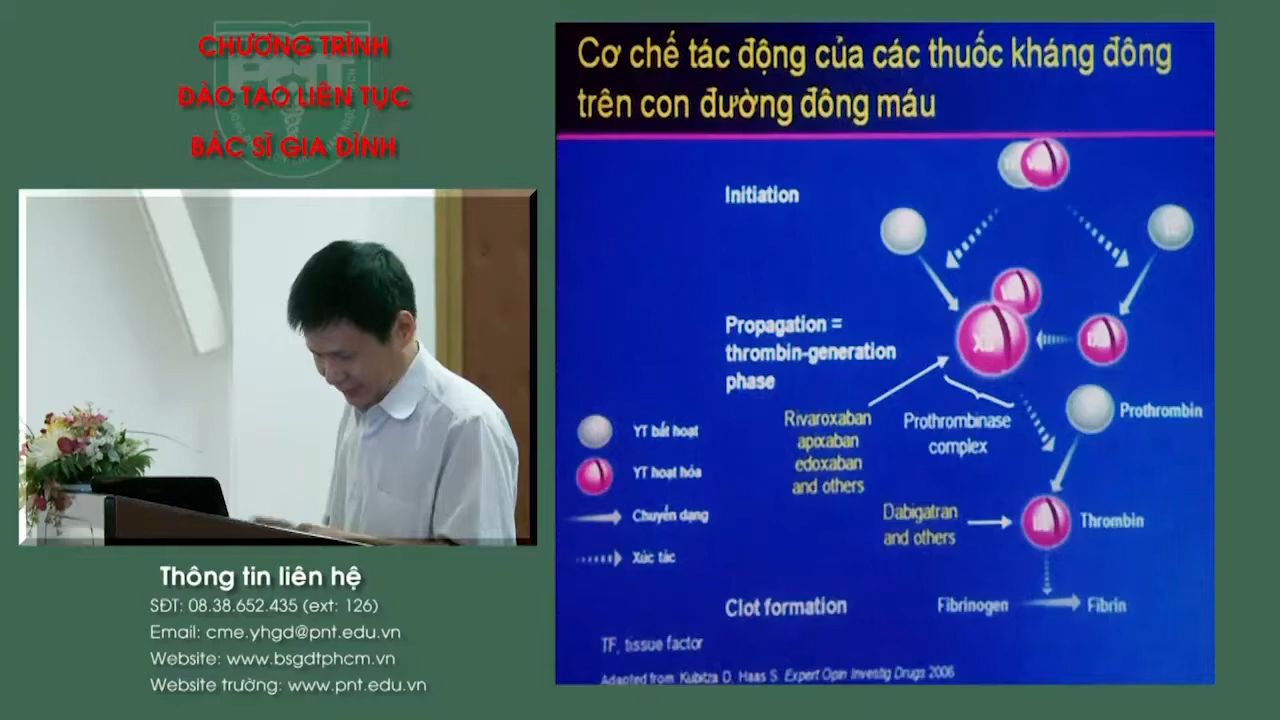 CHƯƠNG TRÌNH
ĐÀO TẠO LIÊN TỤC
BÁC SĨ GIA ĐÌNH
Thông tin liên hệ
SĐT: 08.38.652.435 (ext: 126)
Email: cme.yhgd@pnt.edu.vn
Website: www.bsgdtphcm.vn
Website trường: www.pnt.edu.vn
Cơ chế tác động của các thuốc kháng đông
trên con đường đông máu
Initiation
Propagation =
thrombin-generation
phase
Rivaroxaban
apixaban
edoxaban
and others
Prothrombinase
complex
Prothrombin
YT bất hoạt
YT hoạt hóa
Chuyển dạng
Xúc tác
Dabigatran
and others
Thrombin
Clot formation
Fibrinogen
Fibrin
TF, tissue factor
Adapted from Kubitza D, Haas S. Expert Opin Investig Drugs 2006